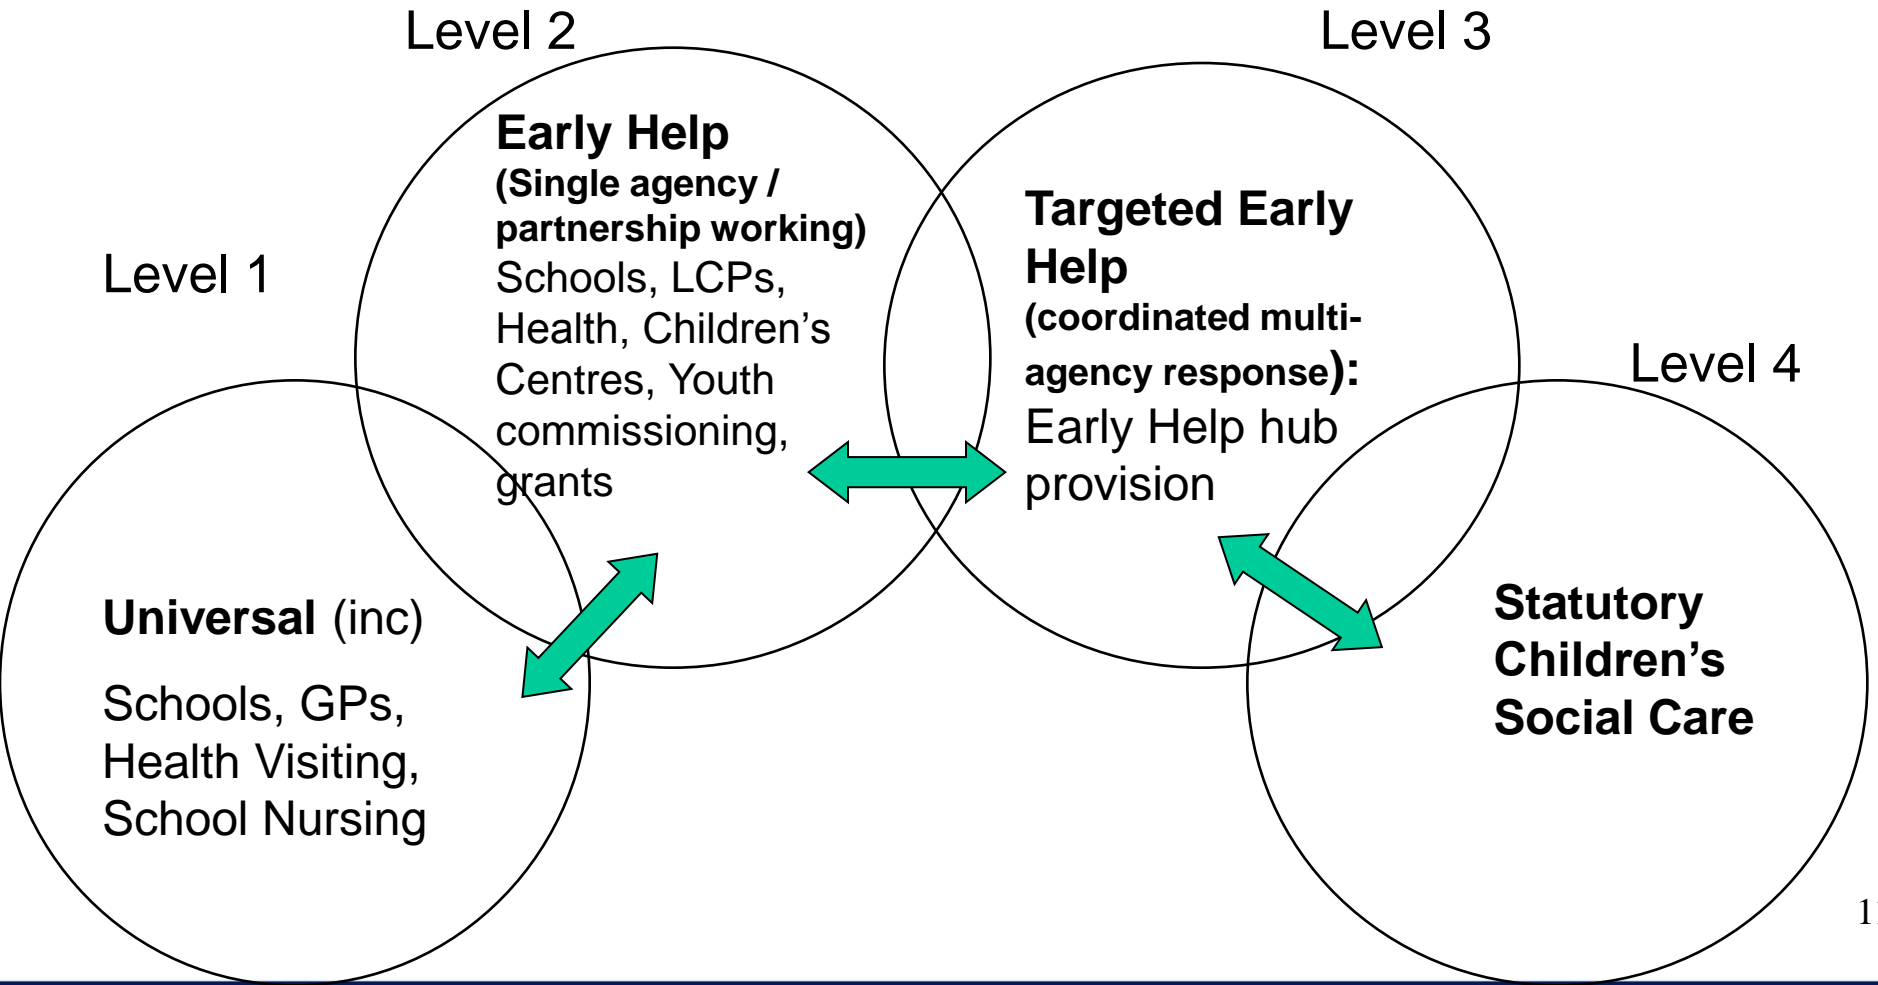 Level 2
Level 3
Early Help
(Single agency /
partnership working)
Schools, LCPs,
Health, Children’s
Centres, Youth
commissioning,
grants
Targeted Early
Help
(coordinated multi-
agency response):
Early Help hub
provision
Level 1
Level 4
Universal (inc)
Schools, GPs,
Health Visiting,
School Nursing
Statutory
Children’s
Social Care